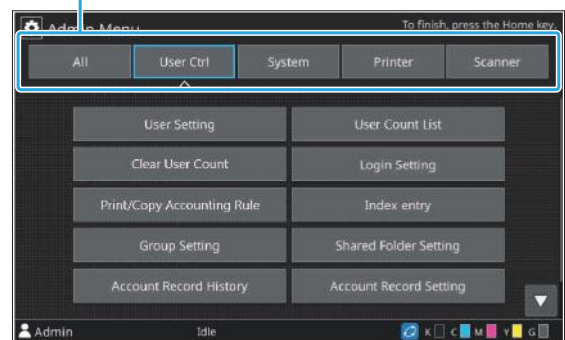 Admin Menu
To finish, press the Home key.
All
User Ctrl
System
Printer
Scanner
User Setting
User Count List
Clear User Count
Login Setting
Print/Copy Accounting Rule
Index entry
Group Setting
Shared Folder Setting
Account Record History
Account Record Setting
Admin
Idle
K C M Y G